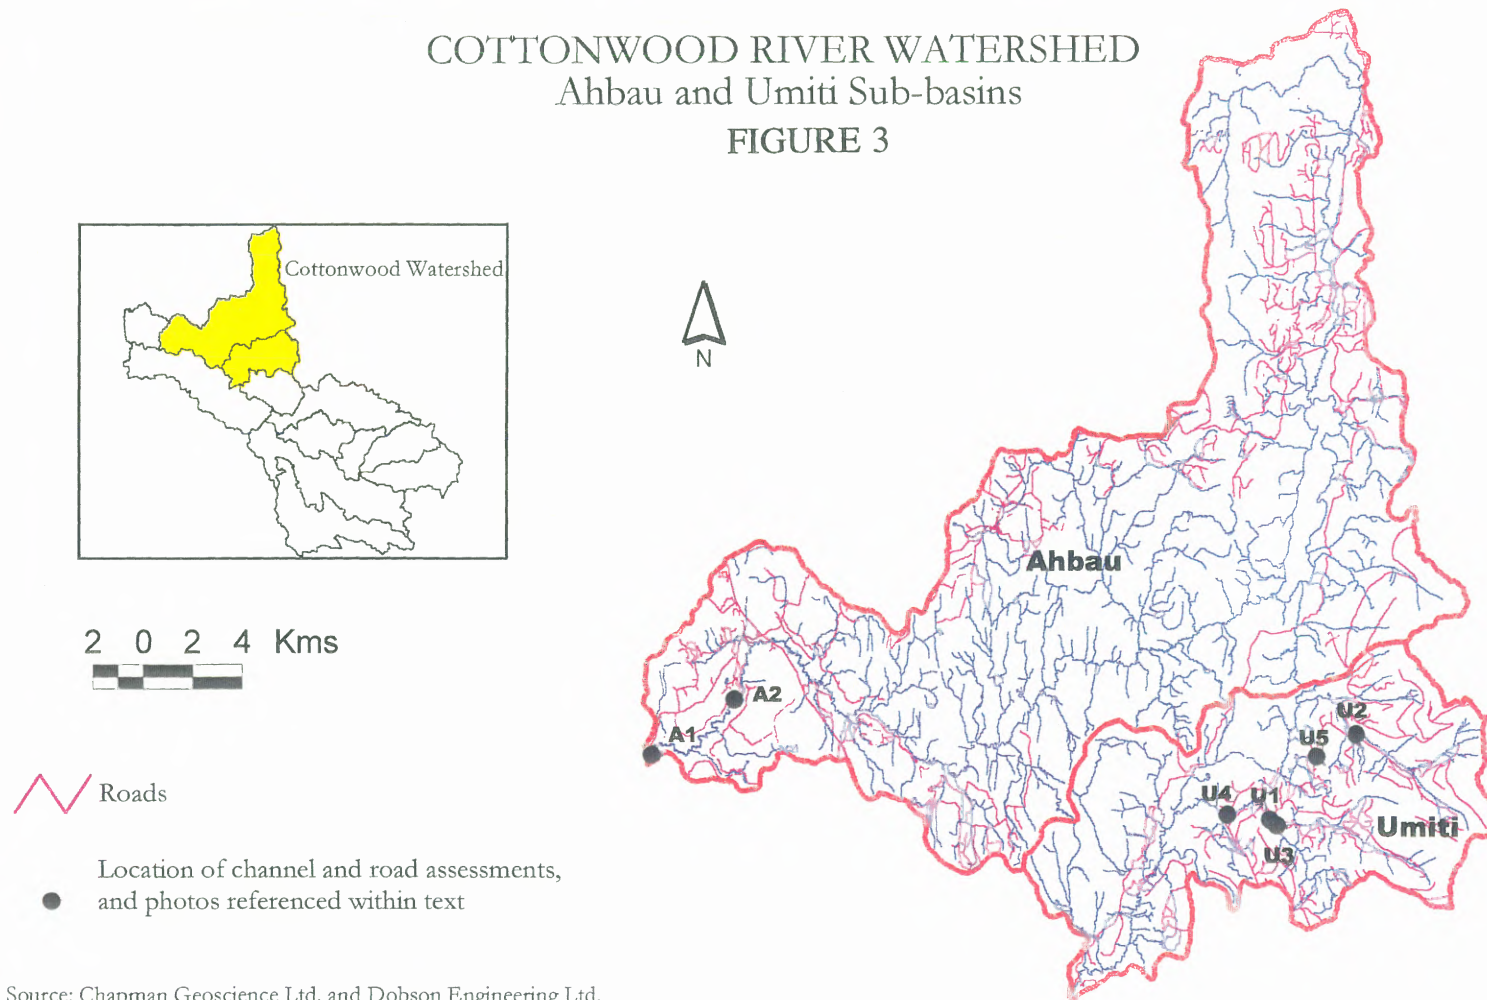 COTTONWOOD RIVER WATERSHED
Ahbau and Umiti Sub-basins
FIGURE 3
Cottonwood Watershed
N
2 0 2 4 Kms
Roads
Location of channel and road assessments,
and photos referenced within text
Source: Chapman Geoscience Ltd. and Dobson Engineering Ltd.
Ahbau
A2
A1
U2
U5
U4 U1
Umiti
U3